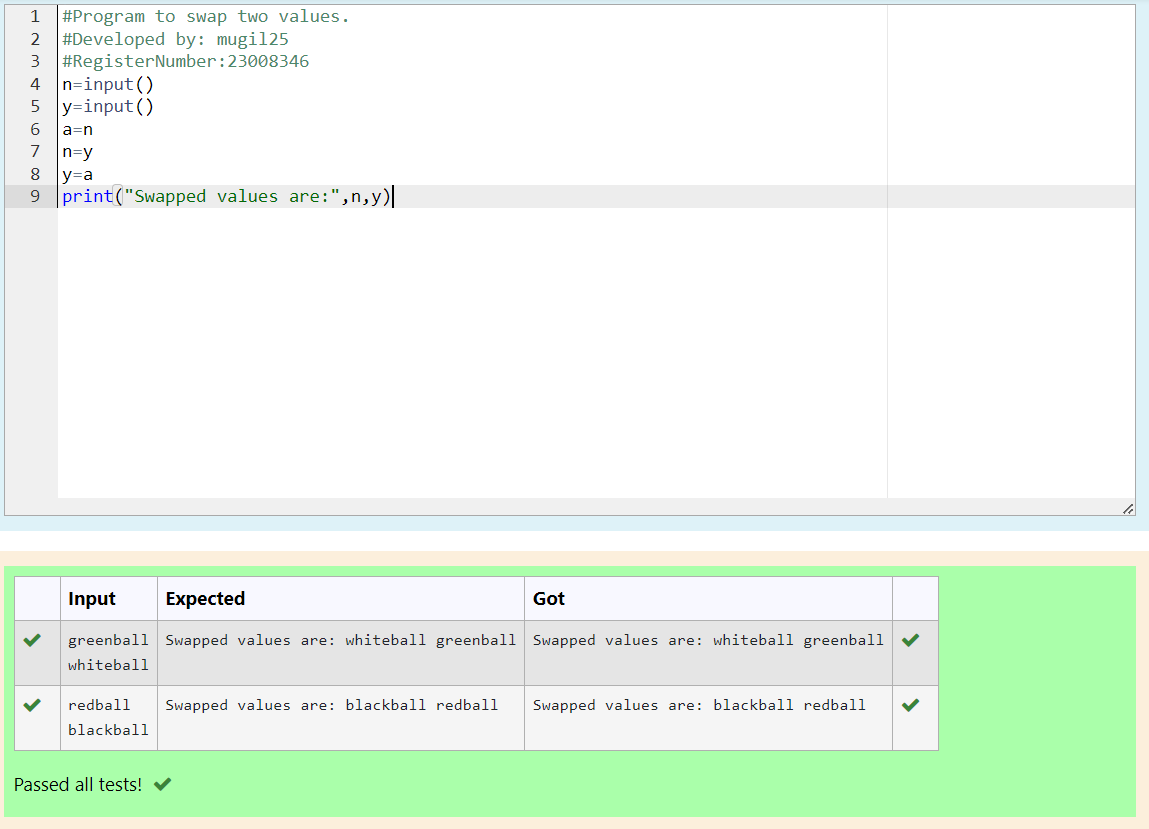 1 #Program to swap two values.
2 #Developed by: mugil25
3 #RegisterNumber:23008346
4 n=input()
5 y=input()
6 a=n
7 n=y
8 y=a
9 print("Swapped values are:",n,y)
Input Expected Got
greenball Swapped values are: whiteball greenball Swapped values are: whiteball greenball
whiteball
redball Swapped values are: blackball redball Swapped values are: blackball redball
blackball
Passed all tests!